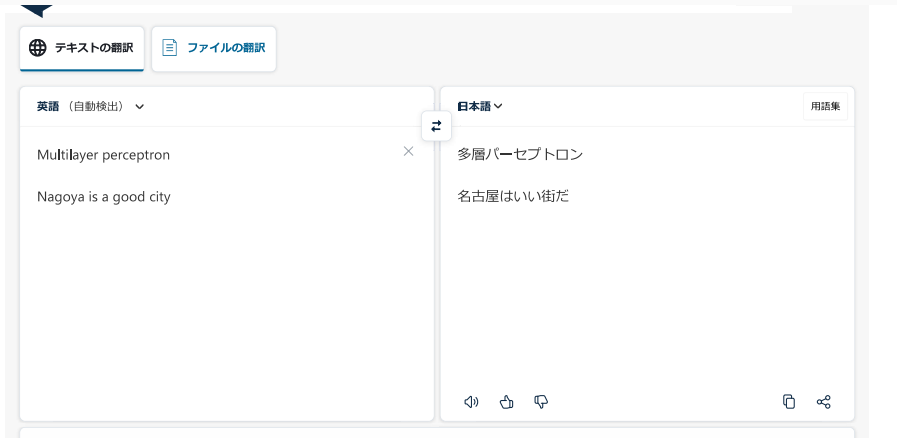 テキストの翻訳
ファイルの翻訳
英語 （自動検出）
日本語
用語集
Multilayer perceptron
多層パーセプトロン
Nagoya is a good city
名古屋はいい街だ